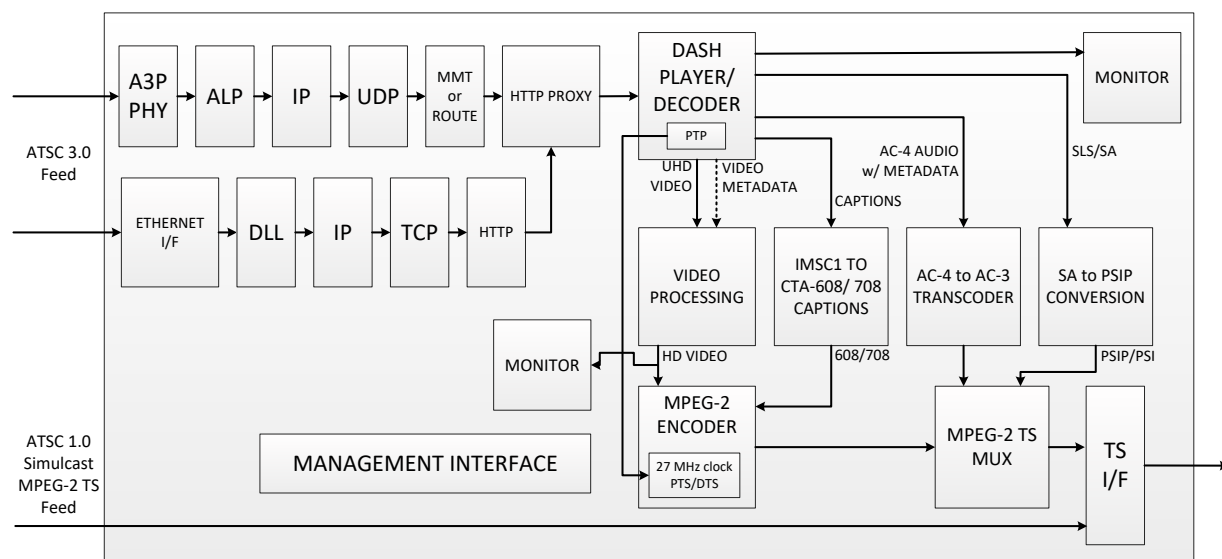 A3P
PHY
ALP
IP
UDP
MMT
or
ROUTE
HTTP PROXY
DASH
PLAYER/
DECODER
PTP
MONITOR
ATSC 3.0
Feed
ETHERNET
I/F
DLL
IP
TCP
HTTP
UHD
VIDEO
VIDEO
METADATA
CAPTIONS
AC-4 AUDIO
w/ METADATA
SLS/SA
VIDEO
PROCESSING
IMSC1 TO
CTA-608/ 708
CAPTIONS
AC-4 to AC-3
TRANSCODER
SA to PSIP
CONVERSION
MONITOR
HD VIDEO
608/708
PSIP/PSI
MPEG-2
ENCODER
27 MHz clock
PTS/DTS
MPEG-2 TS
MUX
TS
I/F
MANAGEMENT INTERFACE
ATSC 1.0
Simulcast
MPEG-2 TS
Feed